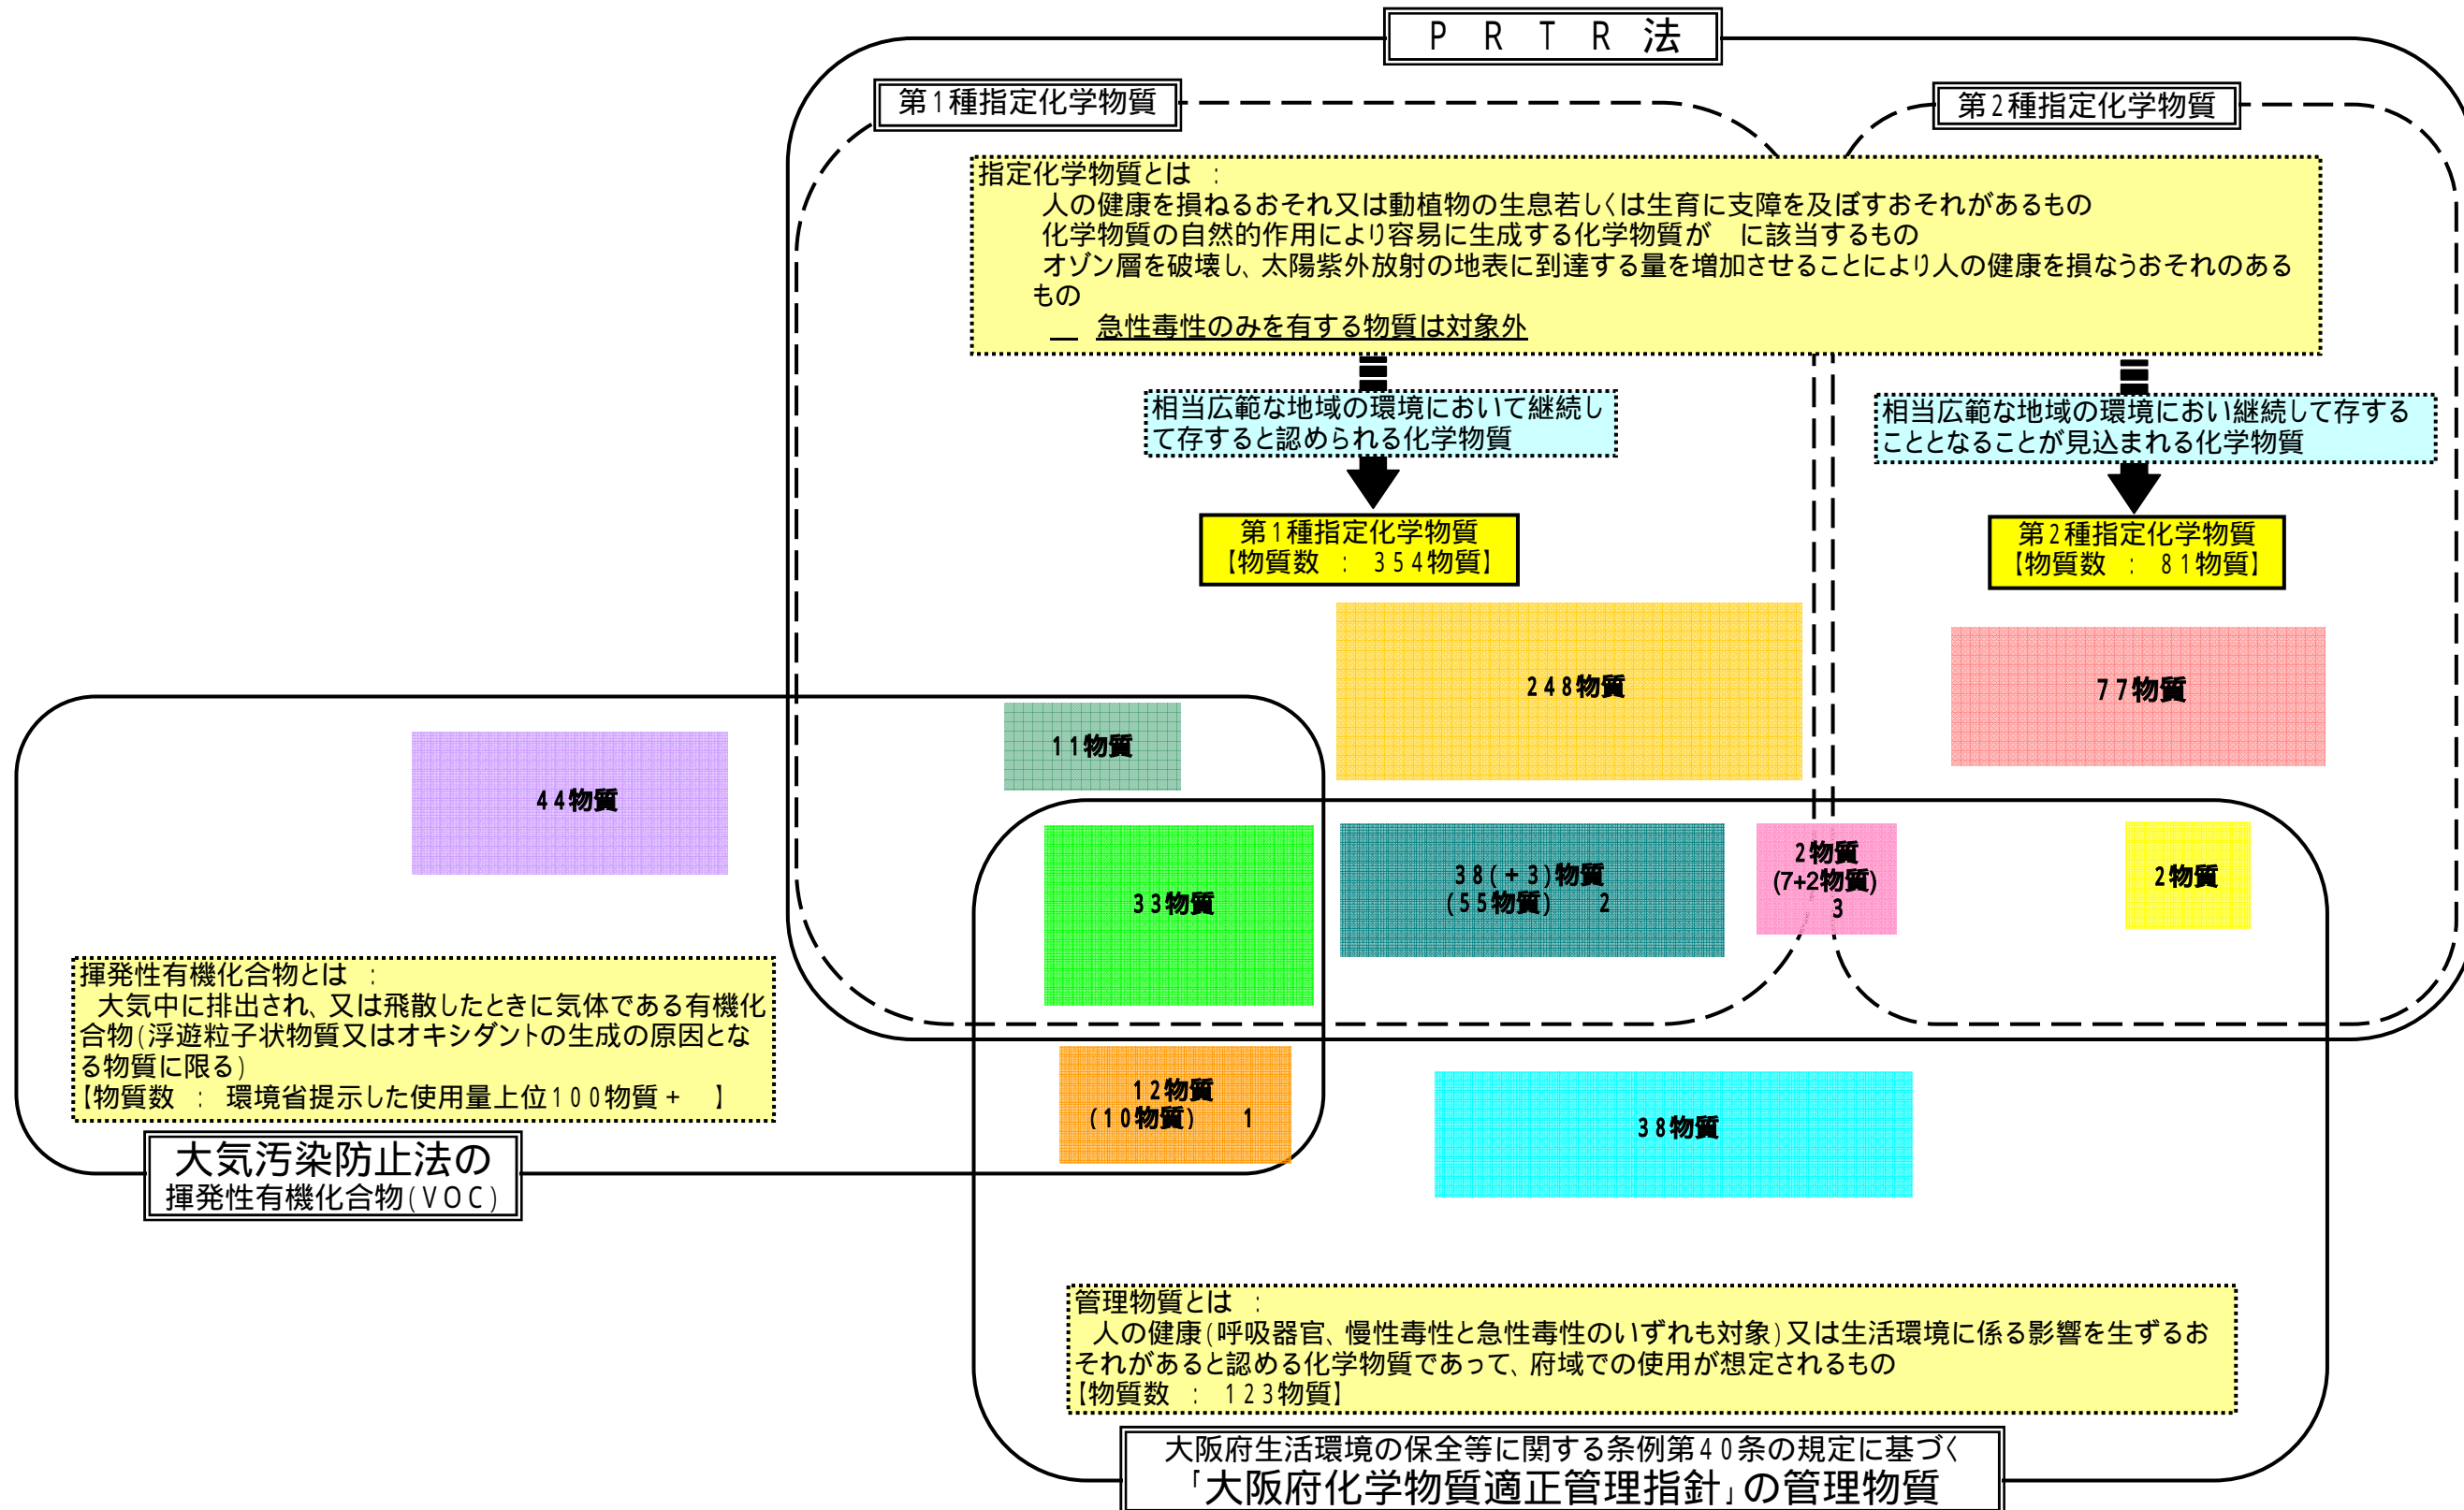 ＰＲＴＲ法
第1種指定化学物質
第2種指定化学物質
指定化学物質とは :
人の健康を損ねるおそれ又は動植物の生息若しくは生育に支障を及ぼすおそれがあるもの
化学物質の自然的作用により容易に生成する化学物質が　に該当するもの
オゾン層を破壊し、太陽紫外放射の地表に到達する量を増加させることにより人の健康を損なうおそれのある
もの
急性毒性のみを有する物質は対象外
相当広範な地域の環境において継続し
て存すると認められる化学物質
相当広範な地域の環境におい継続して存する
こととなることが見込まれる化学物質
第1種指定化学物質
【物質数 : 354物質】
第2種指定化学物質
【物質数 : 81物質】
248物質
77物質
11物質
44物質
33物質
38(+3)物質
(55物質) 2
2物質
(7+2物質)
3
2物質
揮発性有機化合物とは :
大気中に排出され、又は飛散したときに気体である有機化
合物(浮遊粒子状物質又はオキシダントの生成の原因とな
る物質に限る)
【物質数 : 環境省提示した使用量上位100物質+　】
12物質
(10物質) 1
38物質
大気汚染防止法の
揮発性有機化合物(VOC)
管理物質とは :
人の健康(呼吸器官、慢性毒性と急性毒性のいずれも対象)又は生活環境に係る影響を生ずるお
それがあると認める化学物質であって、府域での使用が想定されるもの
【物質数 : 123物質】
大阪府生活環境の保全等に関する条例第40条の規定に基づく
「大阪府化学物質適正管理指針」の管理物質